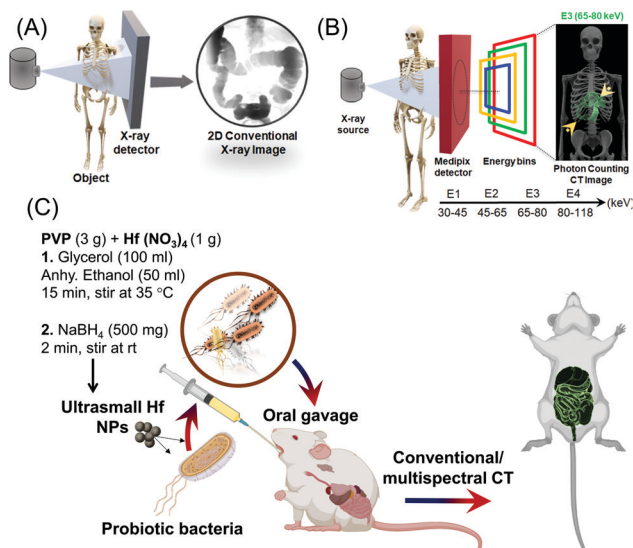 (A)
X-ray
detector
Object
2D Conventional
X-ray Image
(B)
E3 (65-80 keV)
X-ray
source
Medipix
detector
Energy bins
Photon Counting
CT Image
E1 E2 E3 E4 (keV)
30-45 45-65 65-80 80-118
(C)
PVP (3 g) + Hf (NO₃)₄ (1 g)
1. Glycerol (100 ml)
Anhy. Ethanol (50 ml)
15 min, stir at 35 °C
2. NaBH₄ (500 mg)
2 min, stir at rt
Ultrasmall Hf
NPs
Probiotic bacteria
Oral gavage
Conventional/
multispectral CT